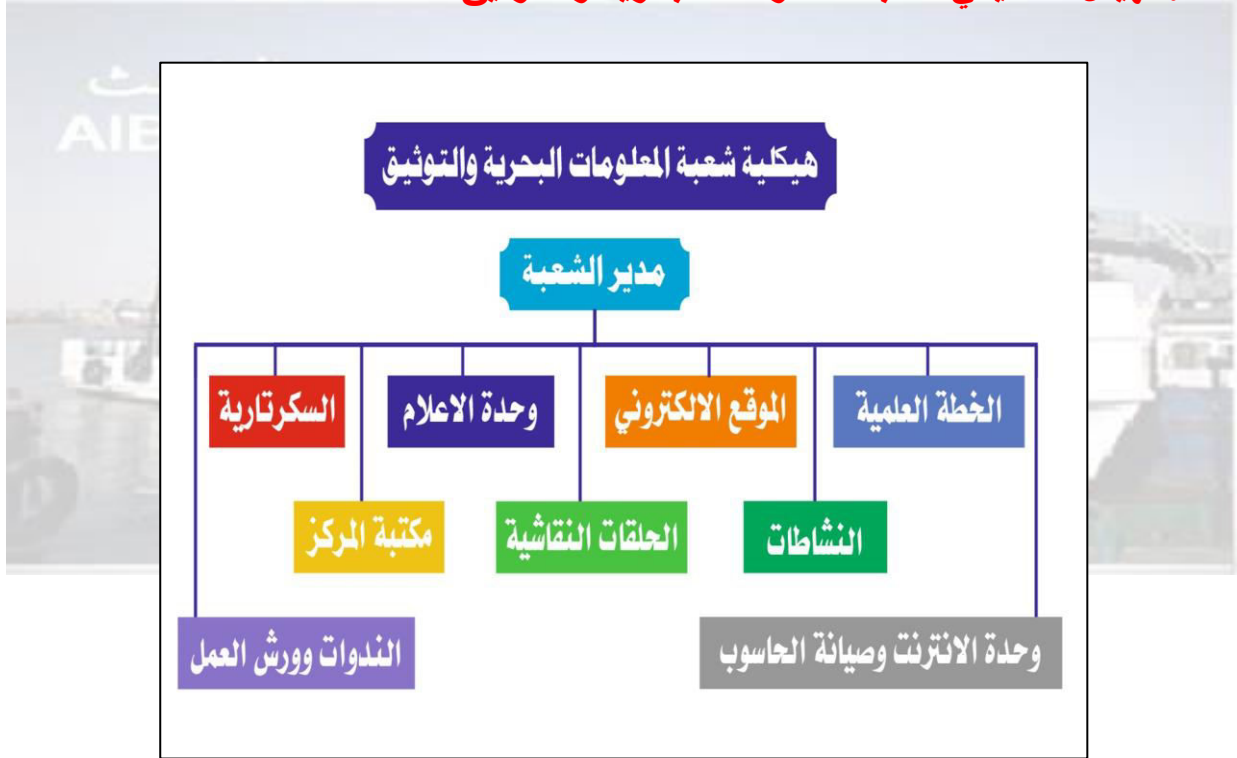 هيكلية شعبة المعلومات البحرية والتوثيق
مدير الشعبة
الخطة العلمية
الموقع الالكتروني
وحدة الاعلام
السكرتارية
النشاطات
الحلقات النقاشية
مكتبة المركز
وحدة الانترنت وصيانة الحاسوب
الندوات وورش العمل